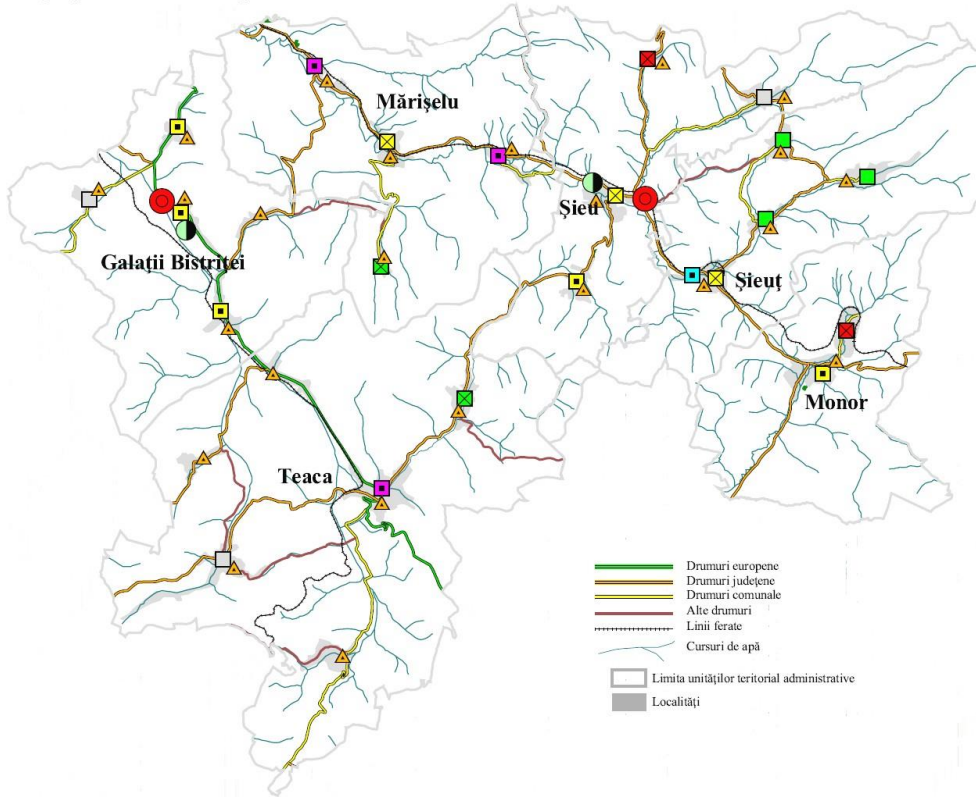 Mărişelu
Şieu
Galaţii Bistriţei
Şieuţ
Monor
Teaca
Drumuri europene
Drumuri judeţene
Drumuri comunale
Alte drumuri
Linii ferate
Cursuri de apă
Limita unităţilor teritorial administrative
Localităţi